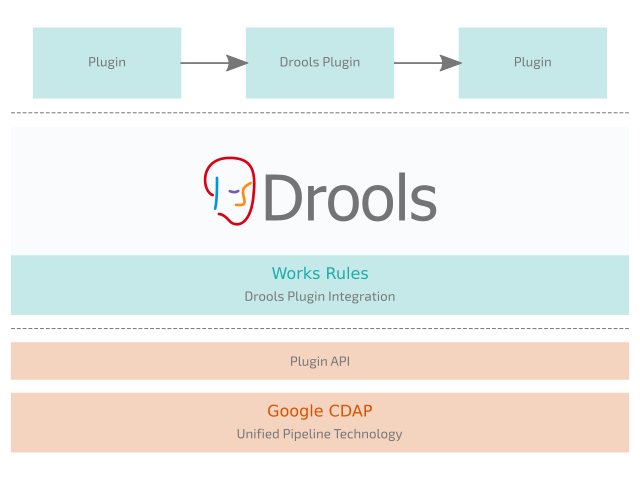 Plugin
Drools Plugin
Plugin
Drools
Works Rules
Drools Plugin Integration
Plugin API
Google CDAP
Unified Pipeline Technology